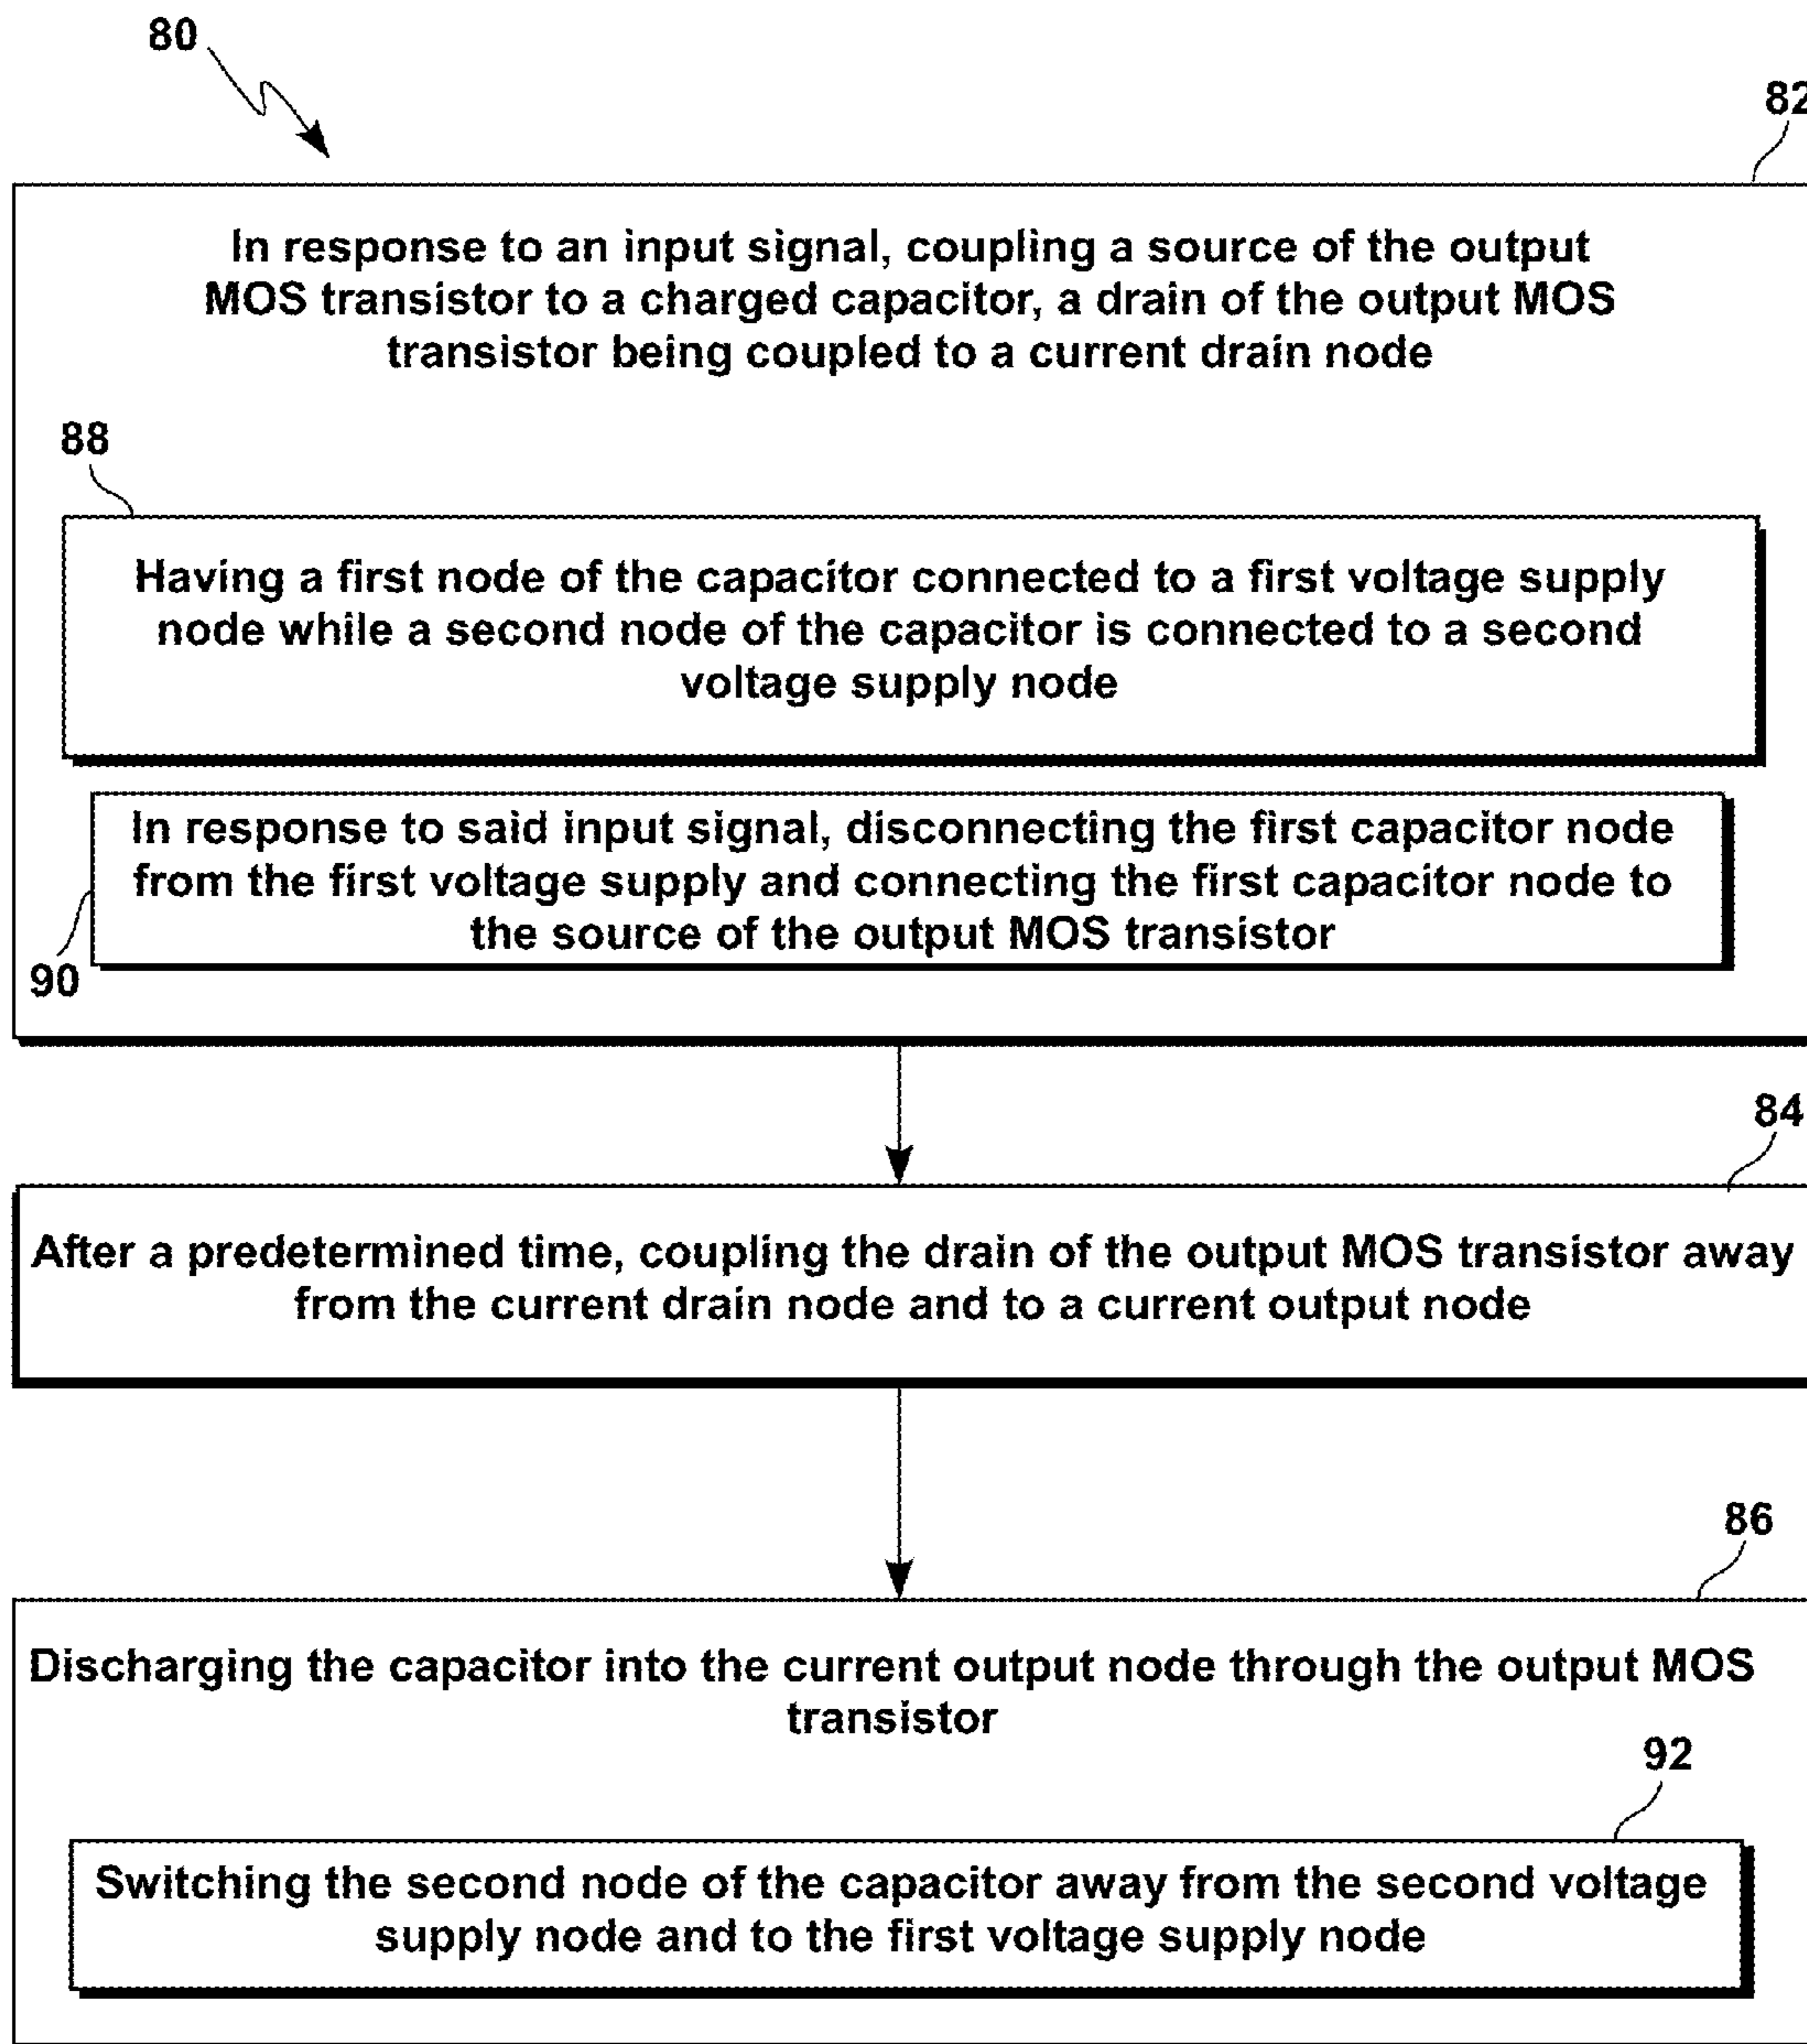 80
82
In response to an input signal, coupling a source of the output
MOS transistor to a charged capacitor, a drain of the output MOS
transistor being coupled to a current drain node
88
Having a first node of the capacitor connected to a first voltage supply
node while a second node of the capacitor is connected to a second
voltage supply node
In response to said input signal, disconnecting the first capacitor node
from the first voltage supply and connecting the first capacitor node to
the source of the output MOS transistor
90
84
After a predetermined time, coupling the drain of the output MOS transistor away
from the current drain node and to a current output node
86
Discharging the capacitor into the current output node through the output MOS
transistor
92
Switching the second node of the capacitor away from the second voltage
supply node and to the first voltage supply node